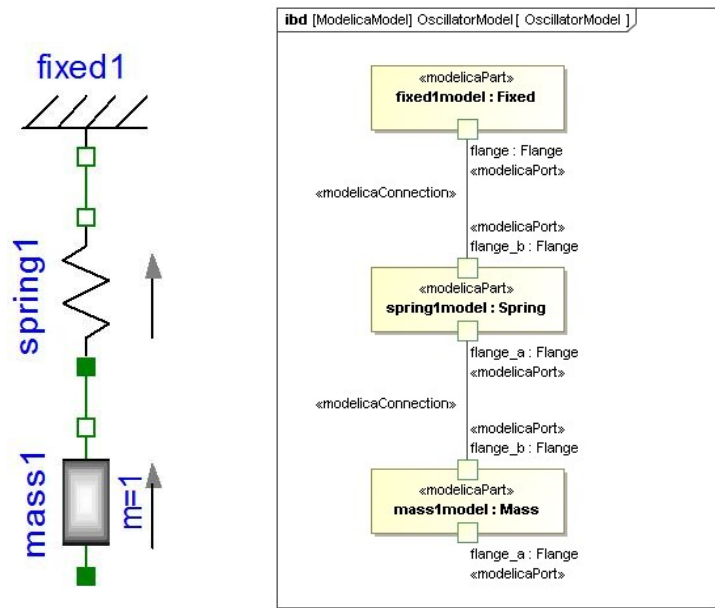 fixed1
spring1
mass1
m=1
ibd [ModelicaModel] OscillatorModel [ OscillatorModel ]
«modelicaPart»
fixed1model : Fixed
flange : Flange
«modelicaPort»
«modelicaConnection»
«modelicaPort»
flange_b : Flange
«modelicaPart»
spring1model : Spring
flange_a : Flange
«modelicaPort»
«modelicaConnection»
«modelicaPort»
flange_b : Flange
«modelicaPart»
mass1model : Mass
flange_a : Flange
«modelicaPort»